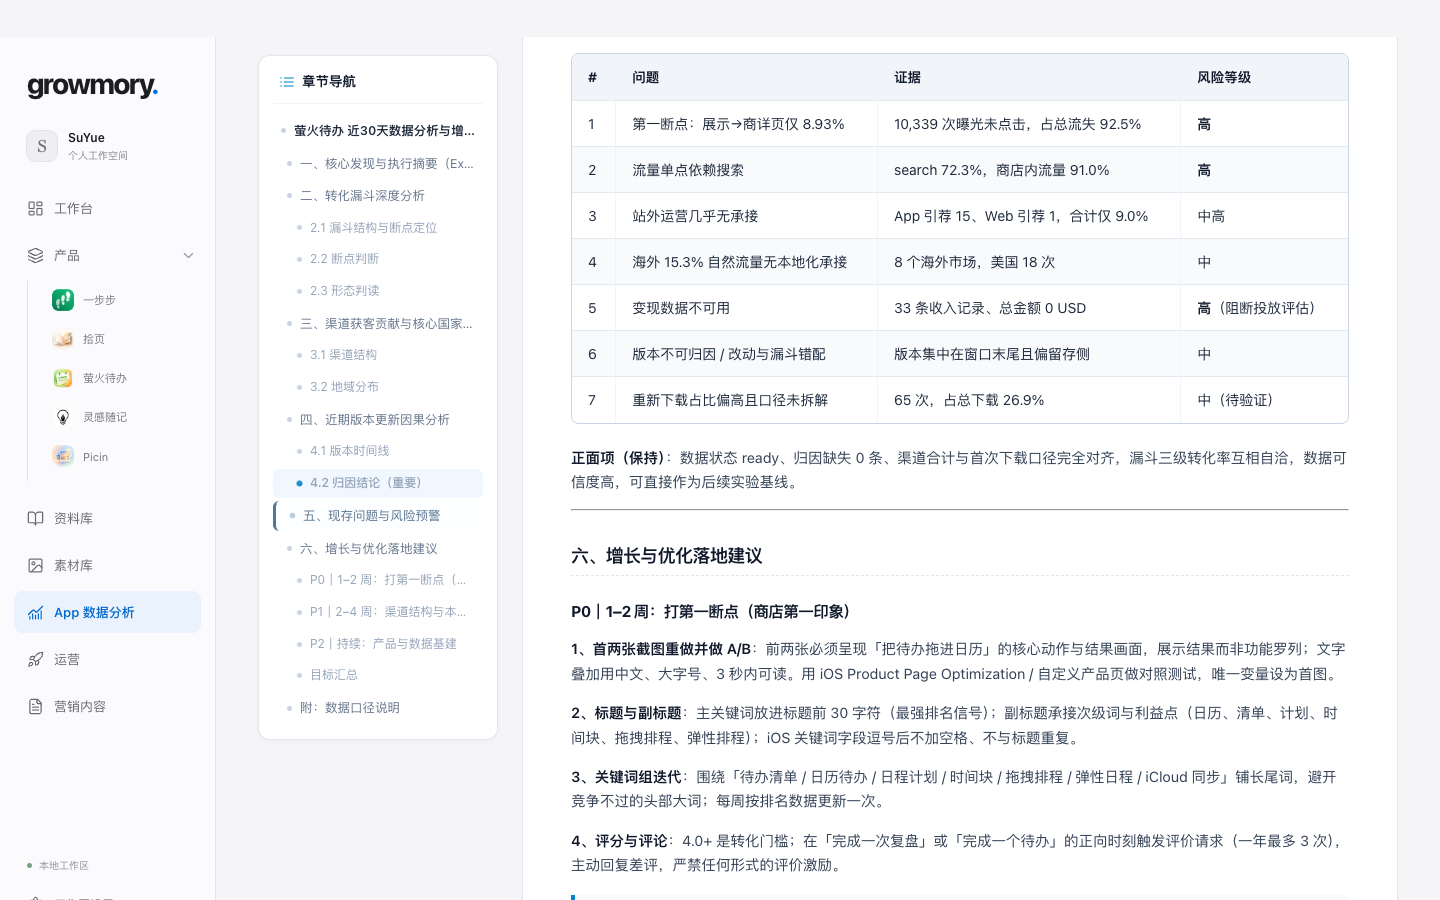 growmory.
S
SuYue
个人工作空间
工作台
产品
一步步
拾页
萤火待办
灵感随记
Picin
资料库
素材库
App 数据分析
运营
营销内容
本地工作区
章节导航
萤火待办 近30天数据分析与增...
一、核心发现与执行摘要（Ex...
二、转化漏斗深度分析
2.1 漏斗结构与断点定位
2.2 断点判断
2.3 形态判读
三、渠道获客贡献与核心国家...
3.1 渠道结构
3.2 地域分布
四、近期版本更新因果分析
4.1 版本时间线
4.2 归因结论（重要）
五、现存问题与风险预警
六、增长与优化落地建议
P0｜1–2 周：打第一断点（...
P1｜2–4 周：渠道结构与本...
P2｜持续：产品与数据基建
目标汇总
附：数据口径说明
# 问题 证据 风险等级
1 第一断点：展示→商详页仅 8.93% 10,339 次曝光未点击，占总流失 92.5% 高
2 流量单点依赖搜索 search 72.3%，商店内流量 91.0% 高
3 站外运营几乎无承接 App 引荐 15、Web 引荐 1，合计仅 9.0% 中高
4 海外 15.3% 自然流量无本地化承接 8 个海外市场，美国 18 次 中
5 变现数据不可用 33 条收入记录、总金额 0 USD 高（阻断投放评估）
6 版本不可归因 / 改动与漏斗错配 版本集中在窗口末尾且偏留存侧 中
7 重新下载占比偏高且口径未拆解 65 次，占总下载 26.9% 中（待验证）
正面项（保持）：数据状态 ready、归因缺失 0 条、渠道合计与首次下载口径完全对齐，漏斗三级转化率互相自洽，数据可
信度高，可直接作为后续实验基线。
六、增长与优化落地建议
P0｜1–2 周：打第一断点（商店第一印象）
1、首两张截图重做并做 A/B：前两张必须呈现「把待办拖进日历」的核心动作与结果画面，展示结果而非功能罗列；文字
叠加用中文、大字号、3 秒内可读。用 iOS Product Page Optimization / 自定义产品页做对照测试，唯一变量设为首图。
2、标题与副标题：主关键词放进标题前 30 字符（最强排名信号）；副标题承接次级词与利益点（日历、清单、计划、时
间块、拖拽排程、弹性排程）；iOS 关键词字段逗号后不加空格、不与标题重复。
3、关键词组迭代：围绕「待办清单 / 日历待办 / 日程计划 / 时间块 / 拖拽排程 / 弹性日程 / iCloud 同步」铺长尾词，避开
竞争不过的头部大词；每周按排名数据更新一次。
4、评分与评论：4.0+ 是转化门槛；在「完成一次复盘」或「完成一个待办」的正向时刻触发评价请求（一年最多 3 次），
主动回复差评，严禁任何形式的评价激励。